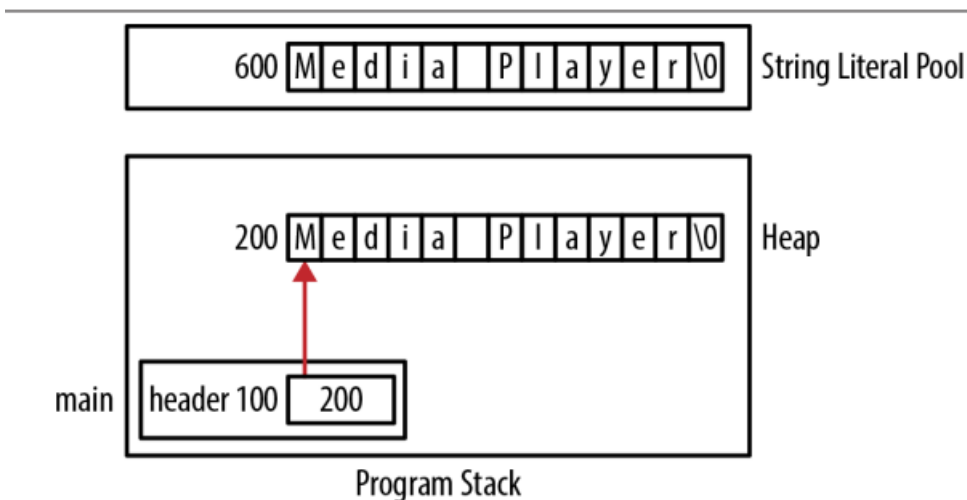 600 M e d i a P l a y e r \0 String Literal Pool
200 M e d i a P l a y e r \0 Heap
main header 100 200
Program Stack